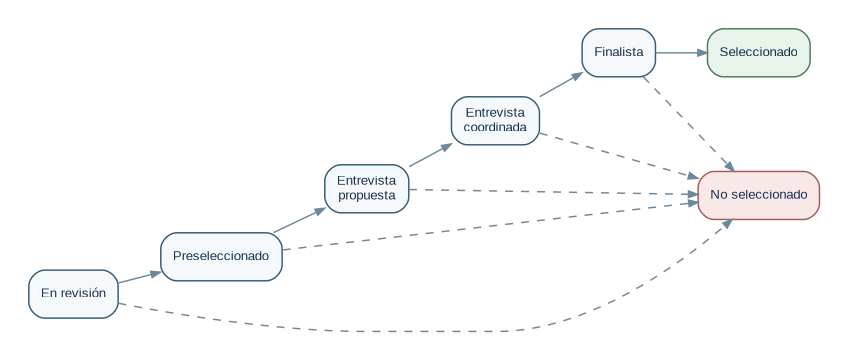 Finalista
Seleccionado
Entrevista
coordinada
Entrevista
propuesta
No seleccionado
Preseleccionado
En revisión